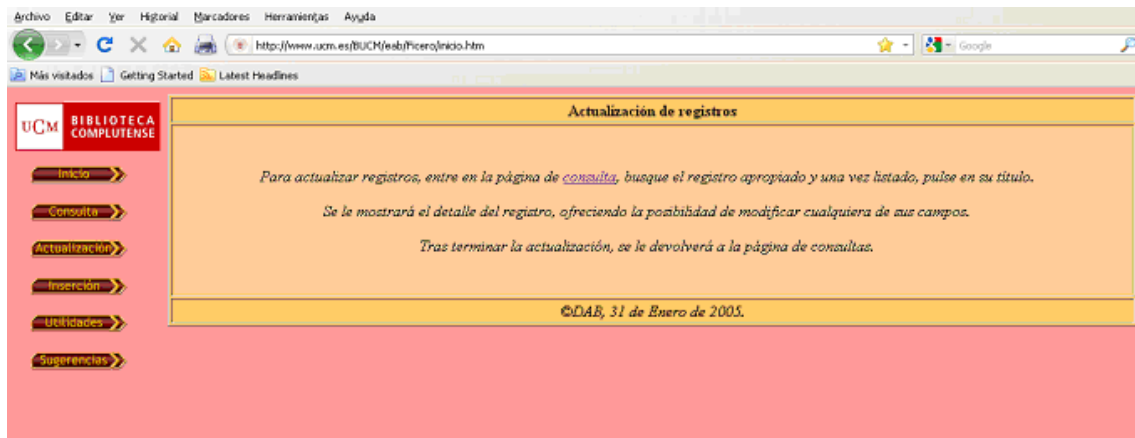 Archivo Editar Ver Historial Marcadores Herramientas Ayuda
http://www.ucm.es/BUCM/eab/Ficero/inicio.htm
Google
Más visitados Getting Started Latest Headlines
UCM BIBLIOTECA
COMPLUTENSE
Actualización de registros
Inicio
Consulta
Actualización
Inserción
Utilidades
Sugerencias
Para actualizar registros, entre en la página de consulta, busque el registro apropiado y una vez listado, pulse en su título.
Se le mostrará el detalle del registro, ofreciendo la posibilidad de modificar cualquiera de sus campos.
Tras terminar la actualización, se le devolverá a la página de consultas.
©DAB, 31 de Enero de 2005.